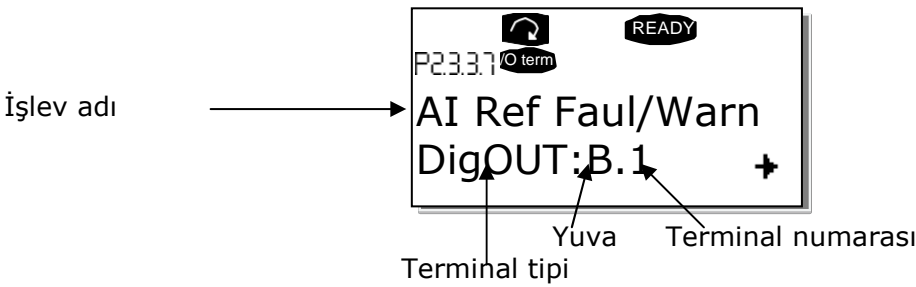 READY
P2.3.3.7 I/O term
İşlev adı
AI Ref Faul/Warn
DigOUT:B.1
Yuva Terminal numarası
Terminal tipi